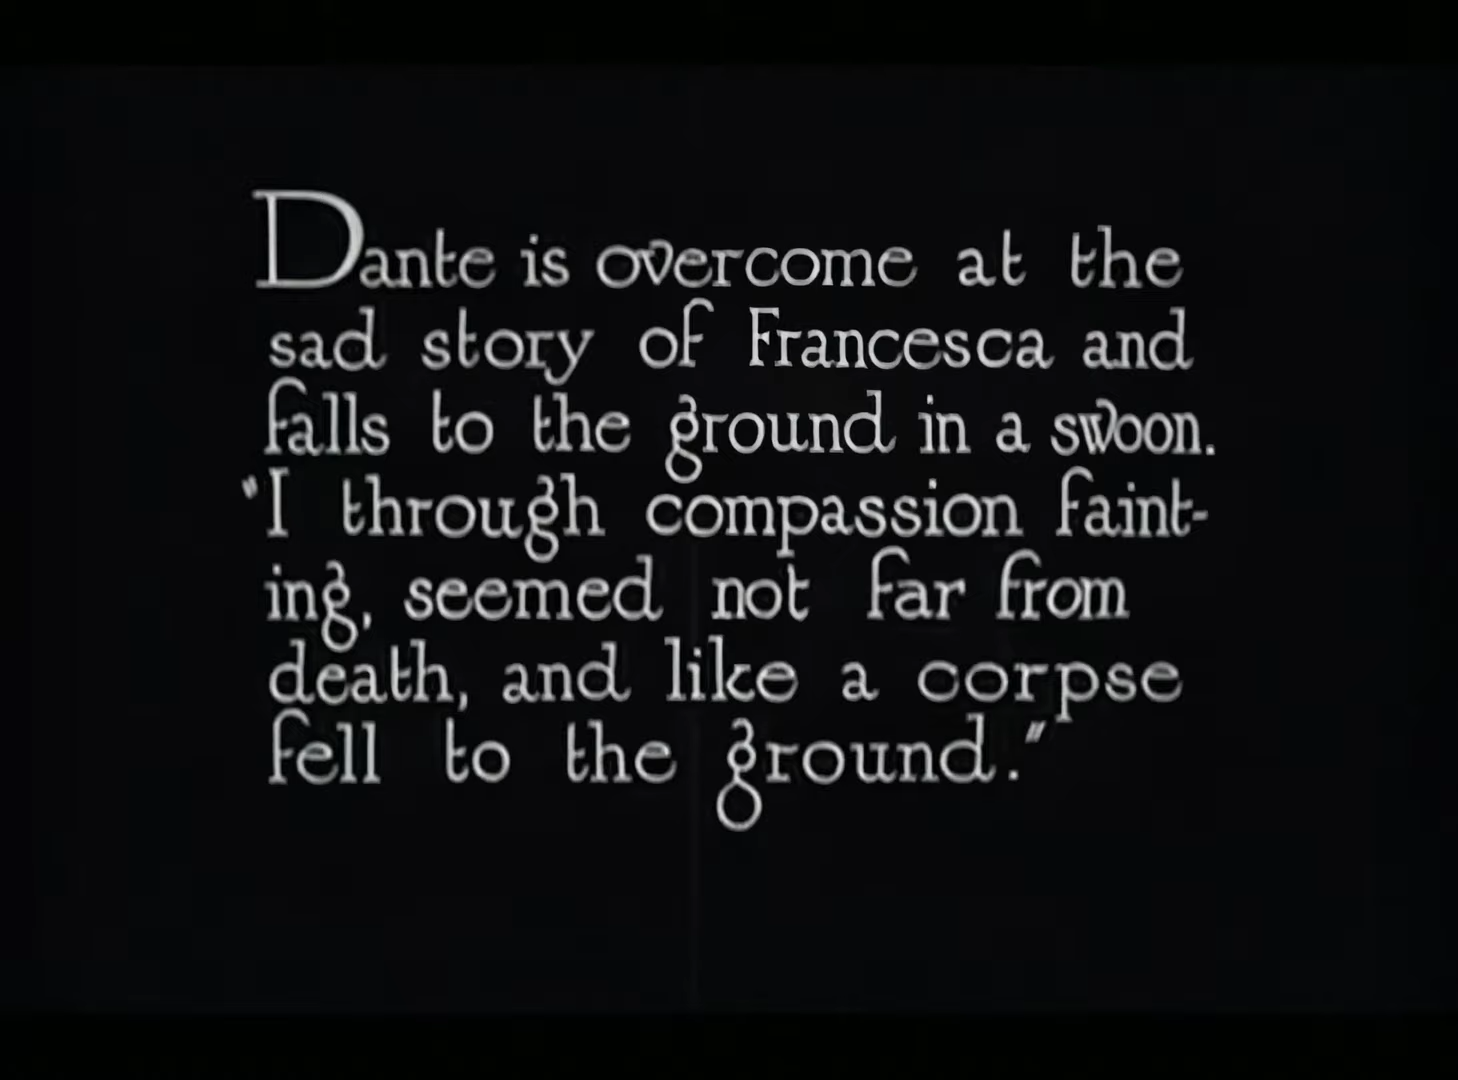 Dante is overcome at the
sad story of Francesca and
falls to the ground in a swoon.
"I through compassion faint-
ing, seemed not far from
death, and like a corpse
fell to the ground."